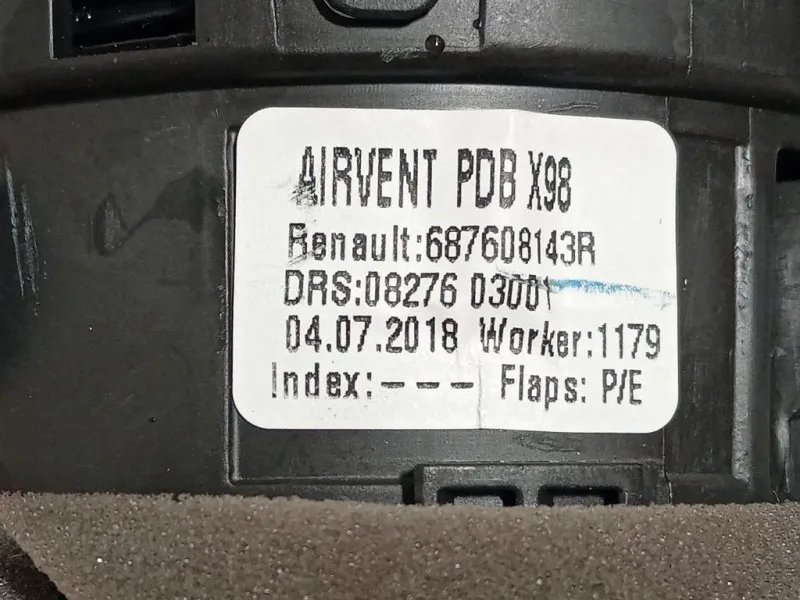 AIRVENT PDB X98
Renault:687608143R
DRS:08276 03001
04.07.2018 Worker:1179
Index:--- Flaps: P/E